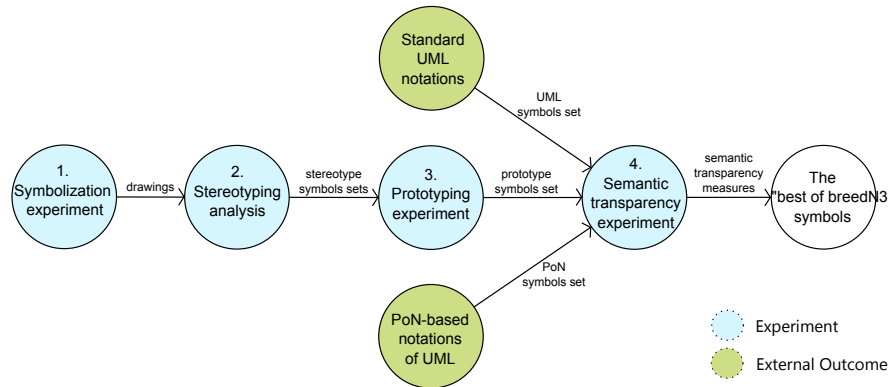 Standard
UML
notations
UML
symbols set
1.
Symbolization
experiment
drawings
2.
Stereotyping
analysis
stereotype
symbols sets
3.
Prototyping
experiment
prototype
symbols set
4.
Semantic
transparency
experiment
semantic
transparency
measures
The
"best of breedN3
symbols
PoN
symbols set
PoN-based
notations
of UML
Experiment
External Outcome